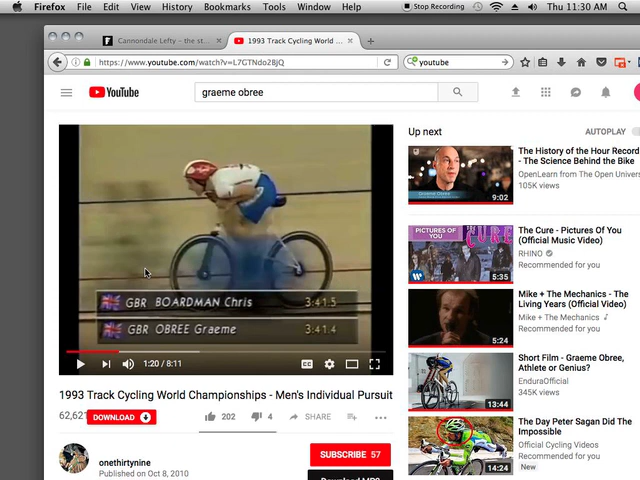 Firefox File Edit View History Bookmarks Tools Window Help Stop Recording Thu 11:30 AM
Cannondale Lefty – the st...
1993 Track Cycling World ...
https://www.youtube.com/watch?v=L7GTNdo2BjQ
youtube
YouTube
graeme obree
GBR BOARDMAN Chris 3:41.5
GBR OBREE Graeme 3:41.4
1:20 / 8:11
1993 Track Cycling World Championships - Men's Individual Pursuit
62,621
DOWNLOAD
202
4
SHARE
onethirtynine
Published on Oct 8, 2010
SUBSCRIBE 57
Download MP3
Up next
AUTOPLAY
9:02
The History of the Hour Record
- The Science Behind the Bike
OpenLearn from The Open Univers
105K views
PICTURES OF
YOU
CURE
5:35
The Cure - Pictures Of You
(Official Music Video)
RHINO
Recommended for you
5:24
Mike + The Mechanics - The
Living Years (Official Video)
Mike + The Mechanics
Recommended for you
13:44
Short Film - Graeme Obree,
Athlete or Genius?
EnduraOfficial
345K views
14:24
The Day Peter Sagan Did The
Impossible
Official Cycling Videos
Recommended for you
New